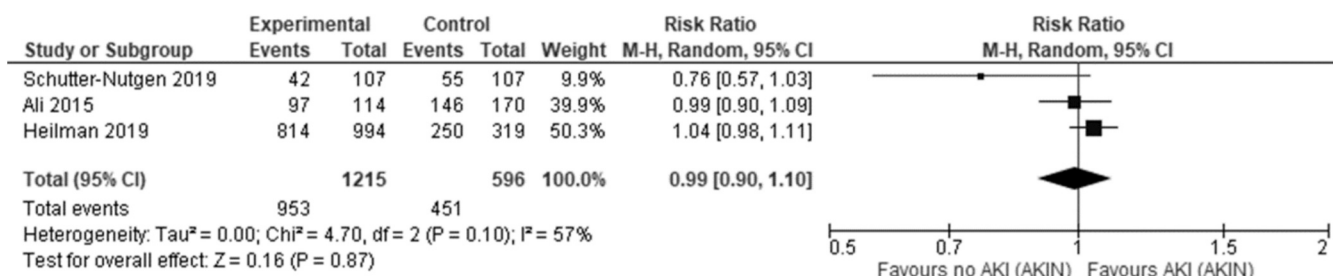 Experimental Control Risk Ratio Risk Ratio
Study or Subgroup Events Total Events Total Weight M-H, Random, 95% CI M-H, Random, 95% CI
Schutter-Nutgen 2019 42 107 55 107 9.9% 0.76 [0.57, 1.03]
Ali 2015 97 114 146 170 39.9% 0.99 [0.90, 1.09]
Heilman 2019 814 994 250 319 50.3% 1.04 [0.98, 1.11]
Total (95% CI) 1215 596 100.0% 0.99 [0.90, 1.10]
Total events 953 451
Heterogeneity: Tau² = 0.00; Chi² = 4.70, df = 2 (P = 0.10); I² = 57%
Test for overall effect: Z = 0.16 (P = 0.87)
0.5 0.7 1 1.5 2
Favours no AKI (AKIN) Favours AKI (AKIN)